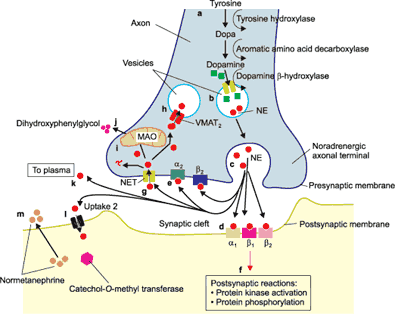 Tyrosine
a
Axon
Tyrosine hydroxylase
Dopa
Aromatic amino acid decarboxylase
Vesicles
Dopamine
Dopamine β-hydroxylase
b
h
NE
j
VMAT2
Dihydroxyphenylglycol
MAO
i
Noradrenergic
axonal terminal
To plasma
α2
β2
c
NE
NET
e
k
g
Presynaptic membrane
m
l
Uptake 2
Synaptic cleft
Postsynaptic membrane
d
α1
β1
β2
Normetanephrine
f
Catechol-O-methyl transferase
Postsynaptic reactions:
• Protein kinase activation
• Protein phosphorylation